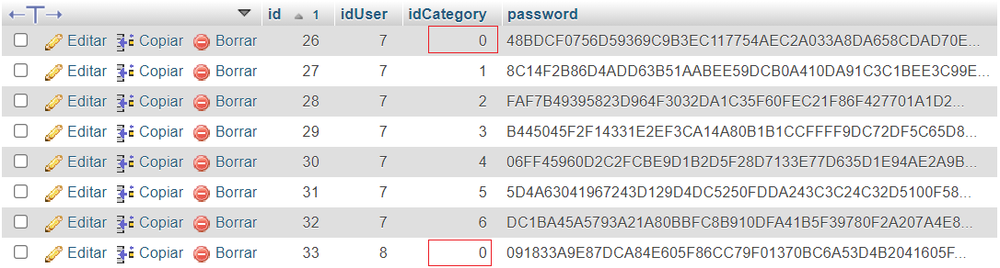 ←T→ id 1 idUser idCategory password
Editar Copiar Borrar 26 7 0 48BDCF0756D59369C9B3EC117754AEC2A033A8DA658CDAD70E...
Editar Copiar Borrar 27 7 1 8C14F2B86D4ADD63B51AABEE59DCB0A410DA91C3C1BEE3C99E...
Editar Copiar Borrar 28 7 2 FAF7B49395823D964F3032DA1C35F60FEC21F86F427701A1D2...
Editar Copiar Borrar 29 7 3 B445045F2F14331E2EF3CA14A80B1B1CCFFFF9DC72DF5C65D8...
Editar Copiar Borrar 30 7 4 06FF45960D2C2FCBE9D1B2D5F28D7133E77D635D1E94AE2A9B...
Editar Copiar Borrar 31 7 5 5D4A63041967243D129D4DC5250FDDA243C3C24C32D5100F58...
Editar Copiar Borrar 32 7 6 DC1BA45A5793A21A80BBFC8B910DFA41B5F39780F2A207A4E8...
Editar Copiar Borrar 33 8 0 091833A9E87DCA84E605F86CC79F01370BC6A53D4B2041605F...